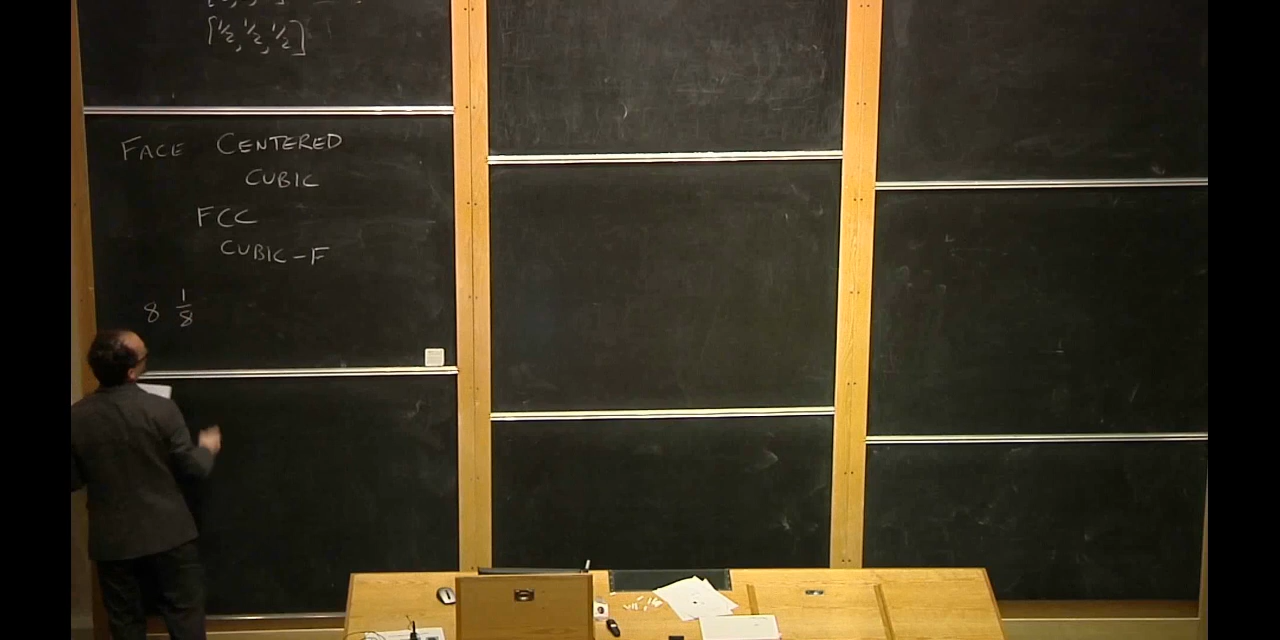 [½, ½, ½]
FACE CENTERED
CUBIC
FCC
CUBIC-F
8 1/8